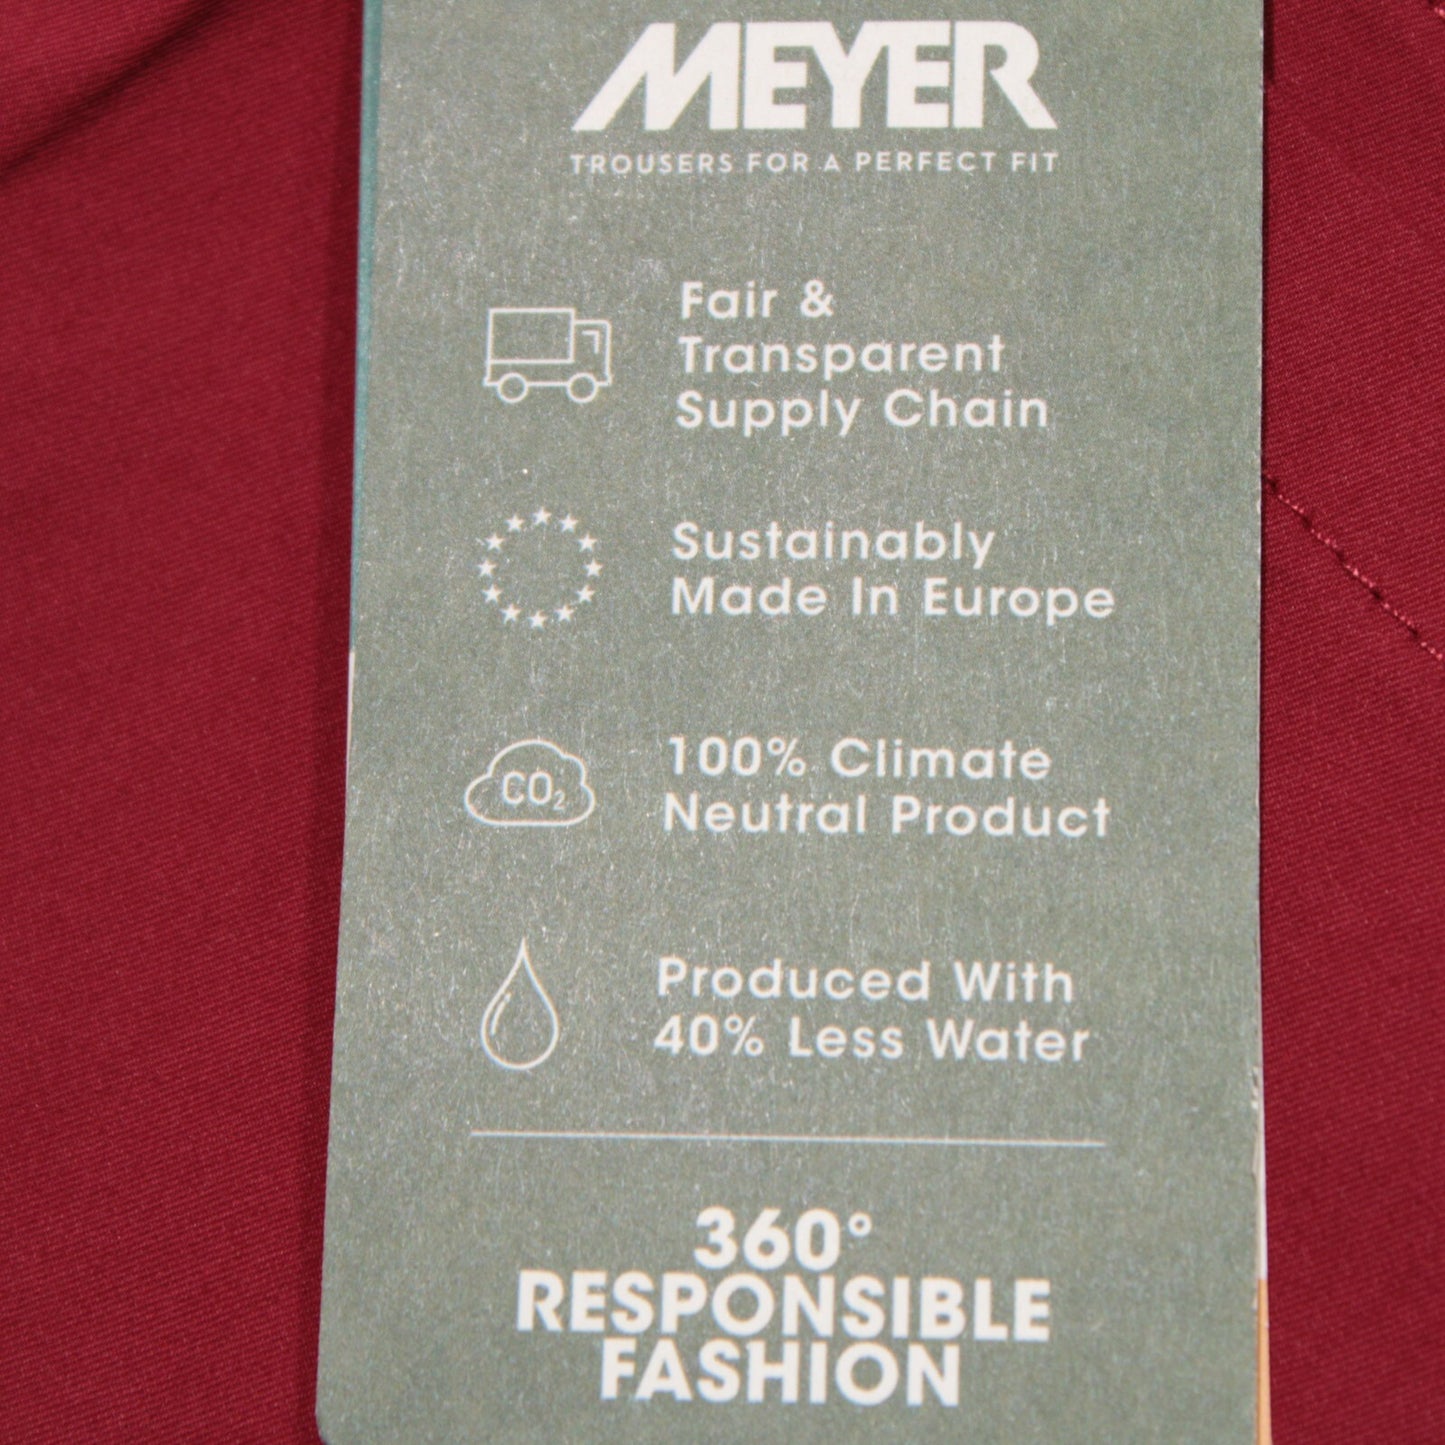 MEYER
TROUSERS FOR A PERFECT FIT
Fair &
Transparent
Supply Chain
Sustainably
Made In Europe
CO₂
100% Climate
Neutral Product
Produced With
40% Less Water
360°
RESPONSIBLE
FASHION